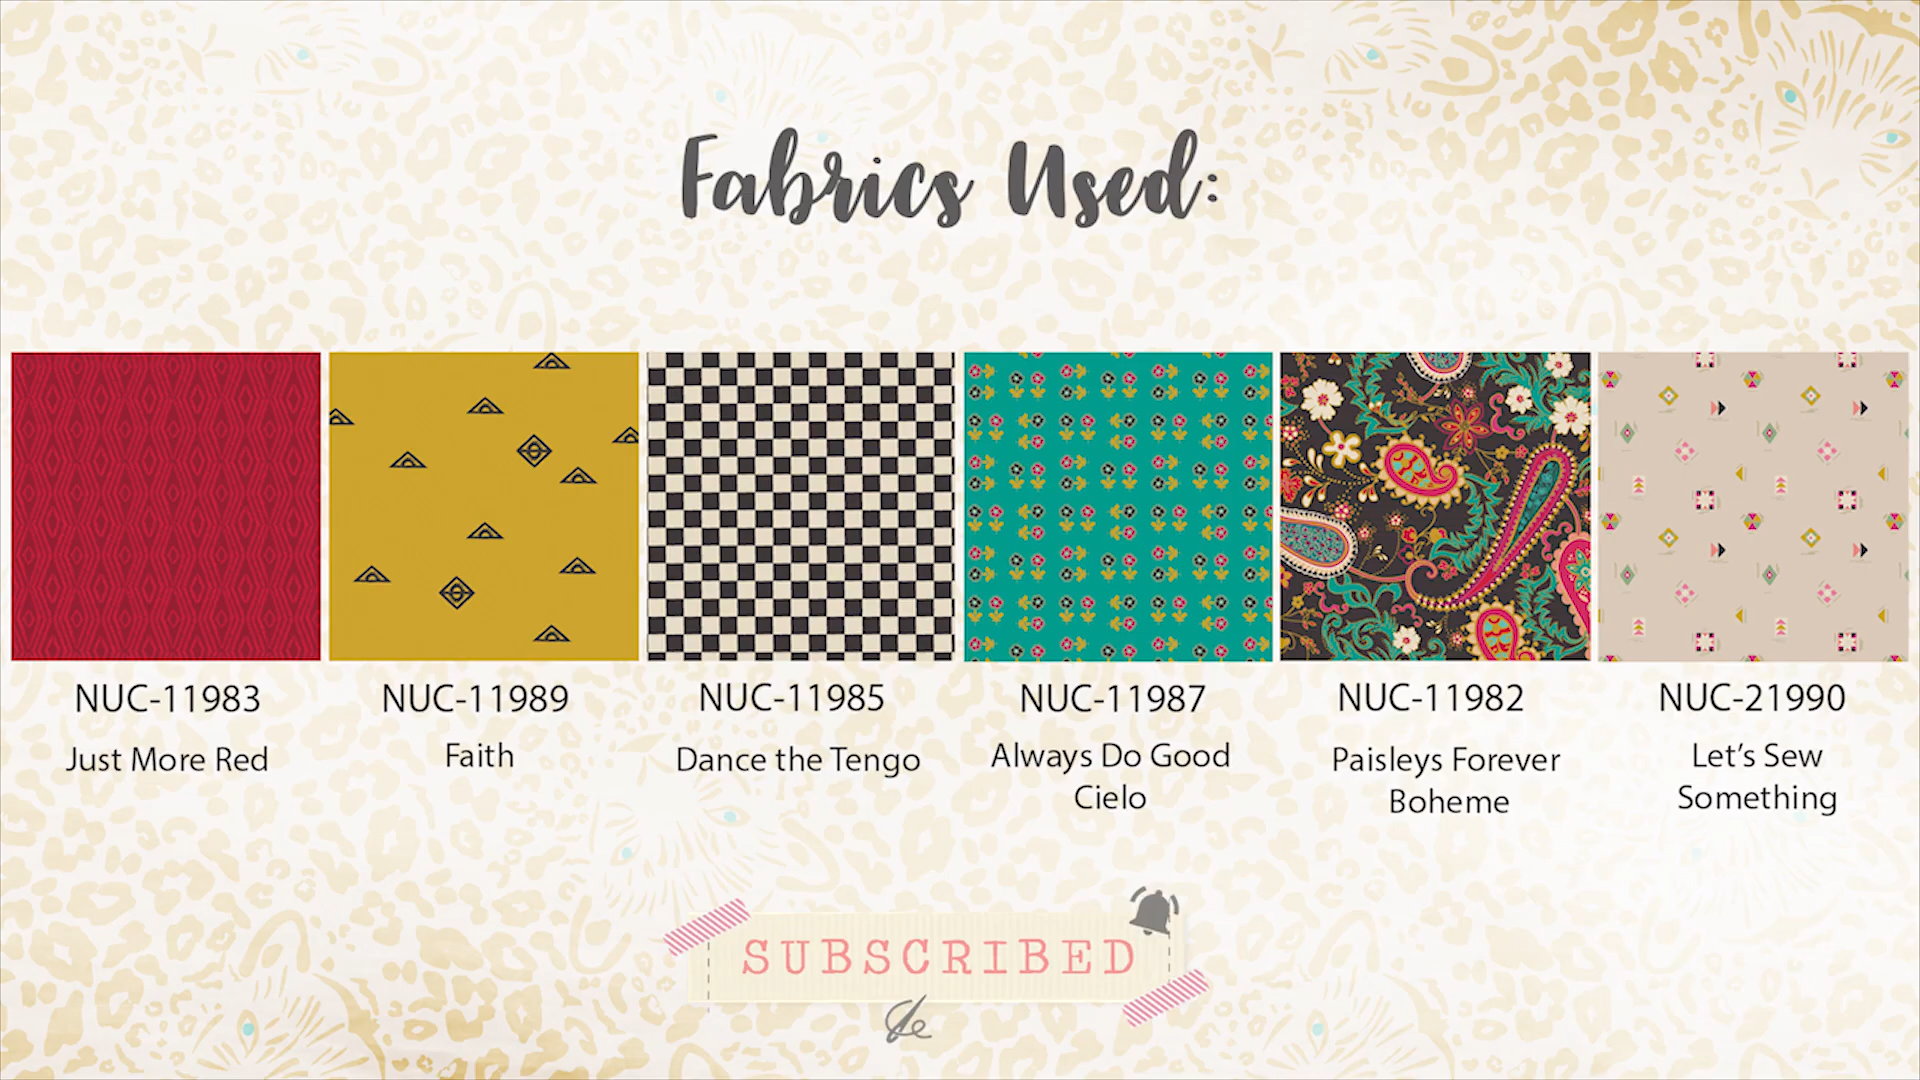 Fabrics Used:
NUC-11983
NUC-11989
NUC-11985
NUC-11987
NUC-11982
NUC-21990
Just More Red
Faith
Dance the Tengo
Always Do Good
Cielo
Paisleys Forever
Boheme
Let's Sew
Something
SUBSCRIBED